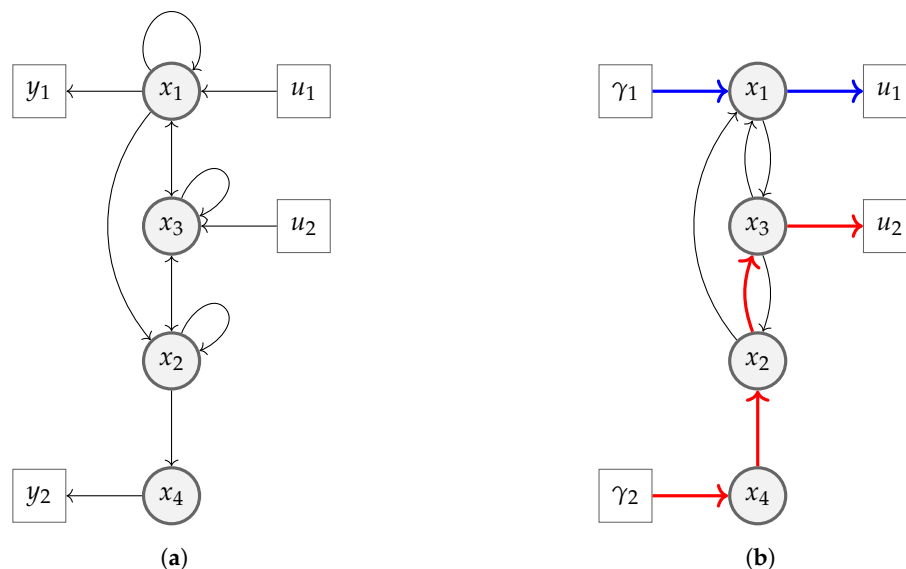 y1 x1 u1 γ1 x1 u1
x3 u2 x3 u2
x2 x2
y2 x4 γ2 x4
(a) (b)